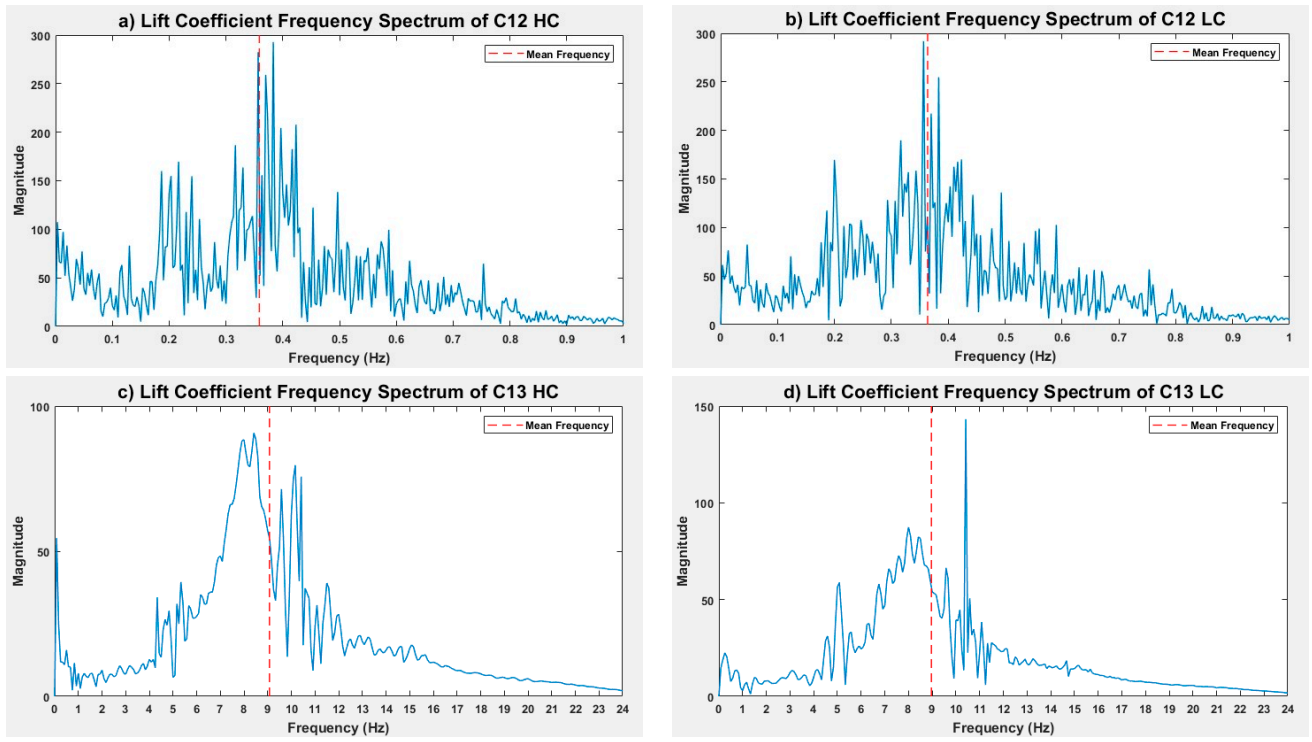 a) Lift Coefficient Frequency Spectrum of C12 HC
300
250
200
150
100
50
0
Magnitude
Mean Frequency
0 0.1 0.2 0.3 0.4 0.5 0.6 0.7 0.8 0.9 1
Frequency (Hz)
b) Lift Coefficient Frequency Spectrum of C12 LC
300
250
200
150
100
50
0
Magnitude
Mean Frequency
0 0.1 0.2 0.3 0.4 0.5 0.6 0.7 0.8 0.9 1
Frequency (Hz)
c) Lift Coefficient Frequency Spectrum of C13 HC
100
50
0
Magnitude
Mean Frequency
0 1 2 3 4 5 6 7 8 9 10 11 12 13 14 15 16 17 18 19 20 21 22 23 24
Frequency (Hz)
d) Lift Coefficient Frequency Spectrum of C13 LC
150
100
50
0
Magnitude
Mean Frequency
0 1 2 3 4 5 6 7 8 9 10 11 12 13 14 15 16 17 18 19 20 21 22 23 24
Frequency (Hz)